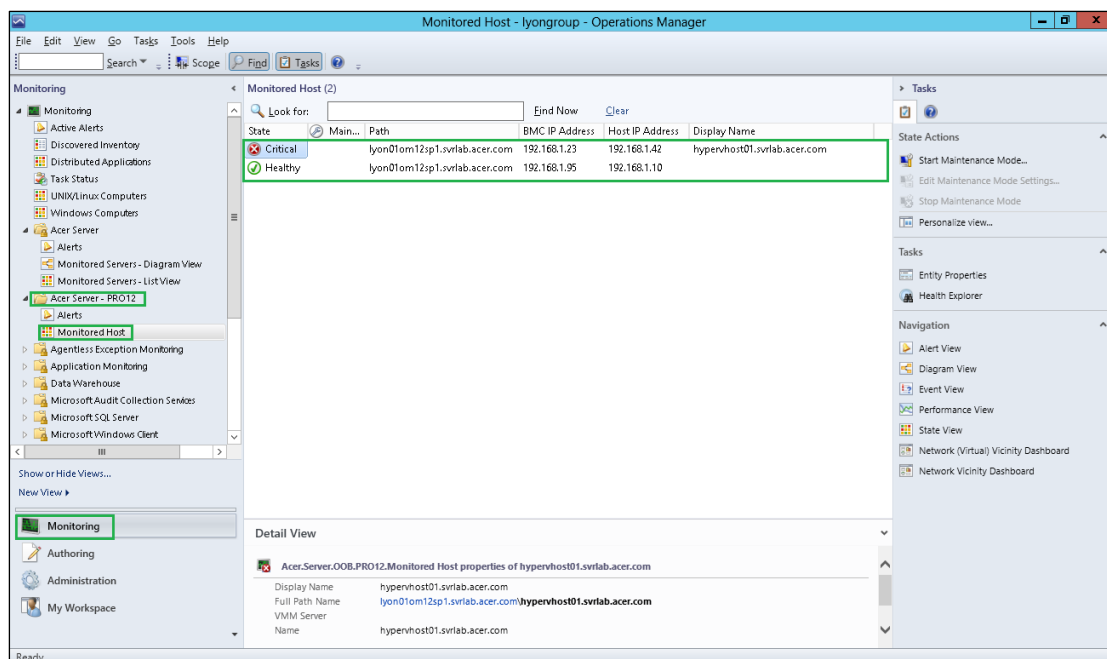 Monitored Host - lyongroup - Operations Manager
File Edit View Go Tasks Tools Help
Search Scope Find Tasks
Monitoring
Monitoring
Active Alerts
Discovered Inventory
Distributed Applications
Task Status
UNIX/Linux Computers
Windows Computers
Acer Server
Alerts
Monitored Servers - Diagram View
Monitored Servers - List View
Acer Server - PRO12
Alerts
Monitored Host
Agentless Exception Monitoring
Application Monitoring
Data Warehouse
Microsoft Audit Collection Services
Microsoft SQL Server
Microsoft Windows Client
Show or Hide Views...
New View
Monitoring
Authoring
Administration
My Workspace
Monitored Host (2)
Look for: Find Now Clear
State Main... Path BMC IP Address Host IP Address Display Name
Critical lyon01om12sp1.svrlab.acer.com 192.168.1.23 192.168.1.42 hypervhost01.svrlab.acer.com
Healthy lyon01om12sp1.svrlab.acer.com 192.168.1.95 192.168.1.10
Detail View
Acer.Server.OOB.PRO12.Monitored Host properties of hypervhost01.svrlab.acer.com
Display Name hypervhost01.svrlab.acer.com
Full Path Name lyon01om12sp1.svrlab.acer.com\hypervhost01.svrlab.acer.com
VMM Server
Name hypervhost01.svrlab.acer.com
Tasks
State Actions
Start Maintenance Mode...
Edit Maintenance Mode Settings...
Stop Maintenance Mode
Personalize view...
Tasks
Entity Properties
Health Explorer
Navigation
Alert View
Diagram View
Event View
Performance View
State View
Network (Virtual) Vicinity Dashboard
Network Vicinity Dashboard
Ready